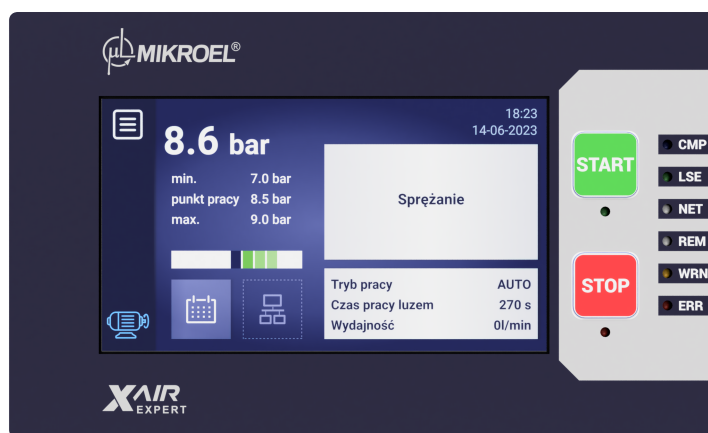 MIKROEL®
18:23
14-06-2023
8.6 bar
min. 7.0 bar
punkt pracy 8.5 bar
max. 9.0 bar
Sprężanie
Tryb pracy AUTO
Czas pracy luzem 270 s
Wydajność 0l/min
START
STOP
CMP
LSE
NET
REM
WRN
ERR
XAIR
EXPERT